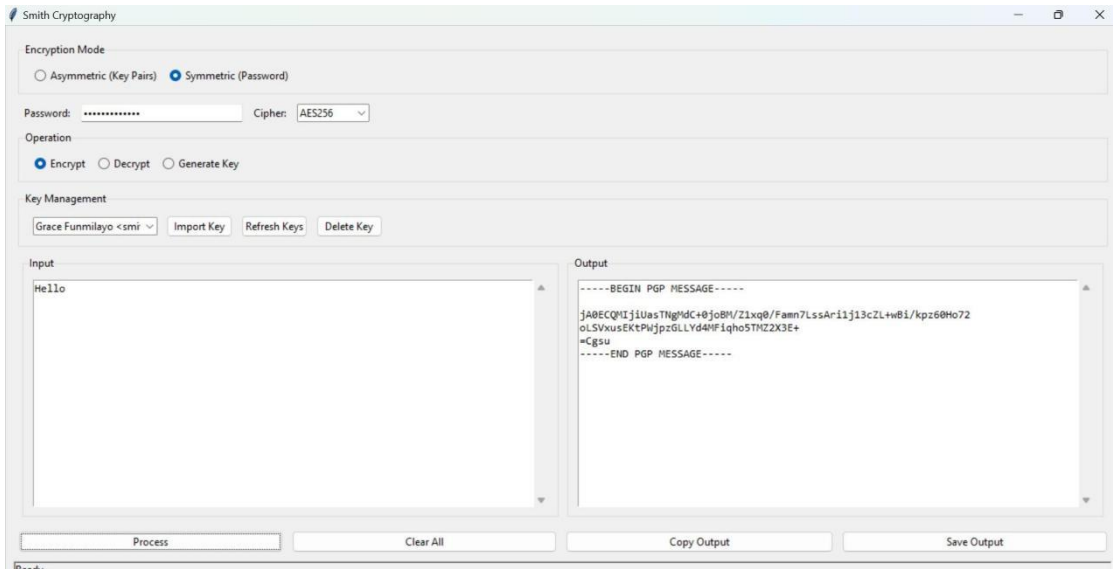 Smith Cryptography
Encryption Mode
Asymmetric (Key Pairs) Symmetric (Password)
Password: ••••••••••••• Cipher: AES256
Operation
Encrypt Decrypt Generate Key
Key Management
Grace Funmilayo <smi Import Key Refresh Keys Delete Key
Input
Hello
Output
-----BEGIN PGP MESSAGE-----
jA0ECQMIjiUasTNgMdC+0joBM/Z1xq0/Famn7LssAri1j13cZL+wBi/kpz60Ho72
oLSVxusEKtPWjpzGLLYd4MFiqho5TMZ2X3E+
=Cgsu
-----END PGP MESSAGE-----
Process Clear All Copy Output Save Output
Ready